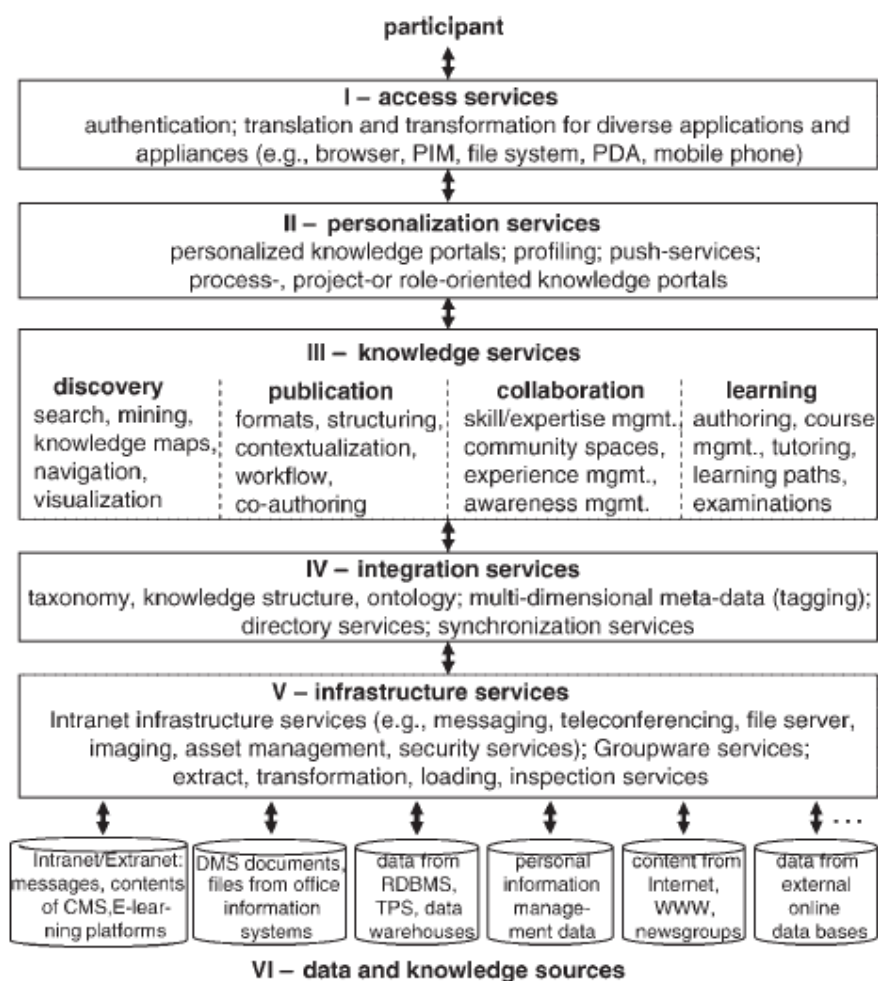 participant
I – access services
authentication; translation and transformation for diverse applications and
appliances (e.g., browser, PIM, file system, PDA, mobile phone)
II – personalization services
personalized knowledge portals; profiling; push-services;
process-, project-or role-oriented knowledge portals
III – knowledge services
discovery
search, mining,
knowledge maps,
navigation,
visualization
publication
formats, structuring,
contextualization,
workflow,
co-authoring
collaboration
skill/expertise mgmt.,
community spaces,
experience mgmt.,
awareness mgmt.
learning
authoring, course
mgmt., tutoring,
learning paths,
examinations
IV – integration services
taxonomy, knowledge structure, ontology; multi-dimensional meta-data (tagging);
directory services; synchronization services
V – infrastructure services
Intranet infrastructure services (e.g., messaging, teleconferencing, file server,
imaging, asset management, security services); Groupware services;
extract, transformation, loading, inspection services
Intranet/Extranet:
messages, contents
of CMS,E-lear-
ning platforms
DMS documents,
files from office
information
systems
data from
RDBMS,
TPS, data
warehouses
personal
information
manage-
ment data
content from
Internet,
WWW,
newsgroups
data from
external
online
data bases
...
VI – data and knowledge sources